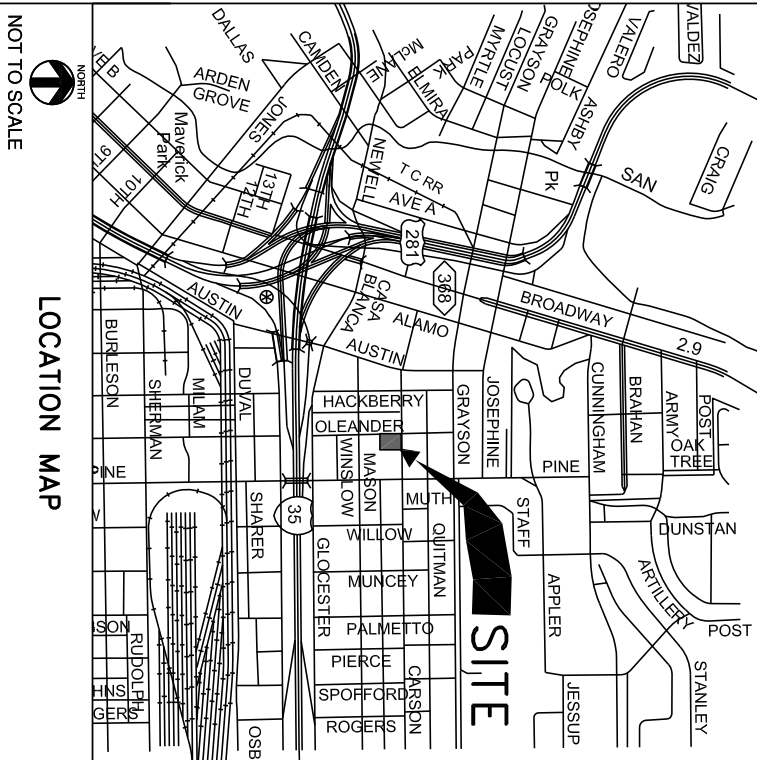 DALLAS
CAMDEN
McLANE
ELMIRA
PARK
MYRTLE
LOCUST
GRAYSON
JOSEPHINE
POLK
ASHBY
VALERO
VALDEZ
CRAIG
SAN
ARDEN
GROVE
JONES
Maverick
Park
9TH
10TH
13TH
12TH
NEWELL
T C RR
AVE A
Pk
281
368
CASA
BLANCA
ALAMO
AUSTIN
BROADWAY
2.9
AUSTIN
BURLESON
SHERMAN
MILAM
DUVAL
HACKBERRY
OLEANDER
WINSLOW
MASON
GRAYSON
JOSEPHINE
CUNNINGHAM
BRAHAN
ARMY
POST
OAK
TREE
PINE
PINE
MUTH
STAFF
DUNSTAN
35
SHARER
GLOCESTER
WILLOW
QUITMAN
MUNCEY
APPLER
ARTILLERY
POST
PALMETTO
PIERCE
CARSON
SPOFFORD
ROGERS
SITE
JESSUP
STANLEY
RUDOLPH
HNS
GERS
OSB
NORTH
NOT TO SCALE
LOCATION MAP